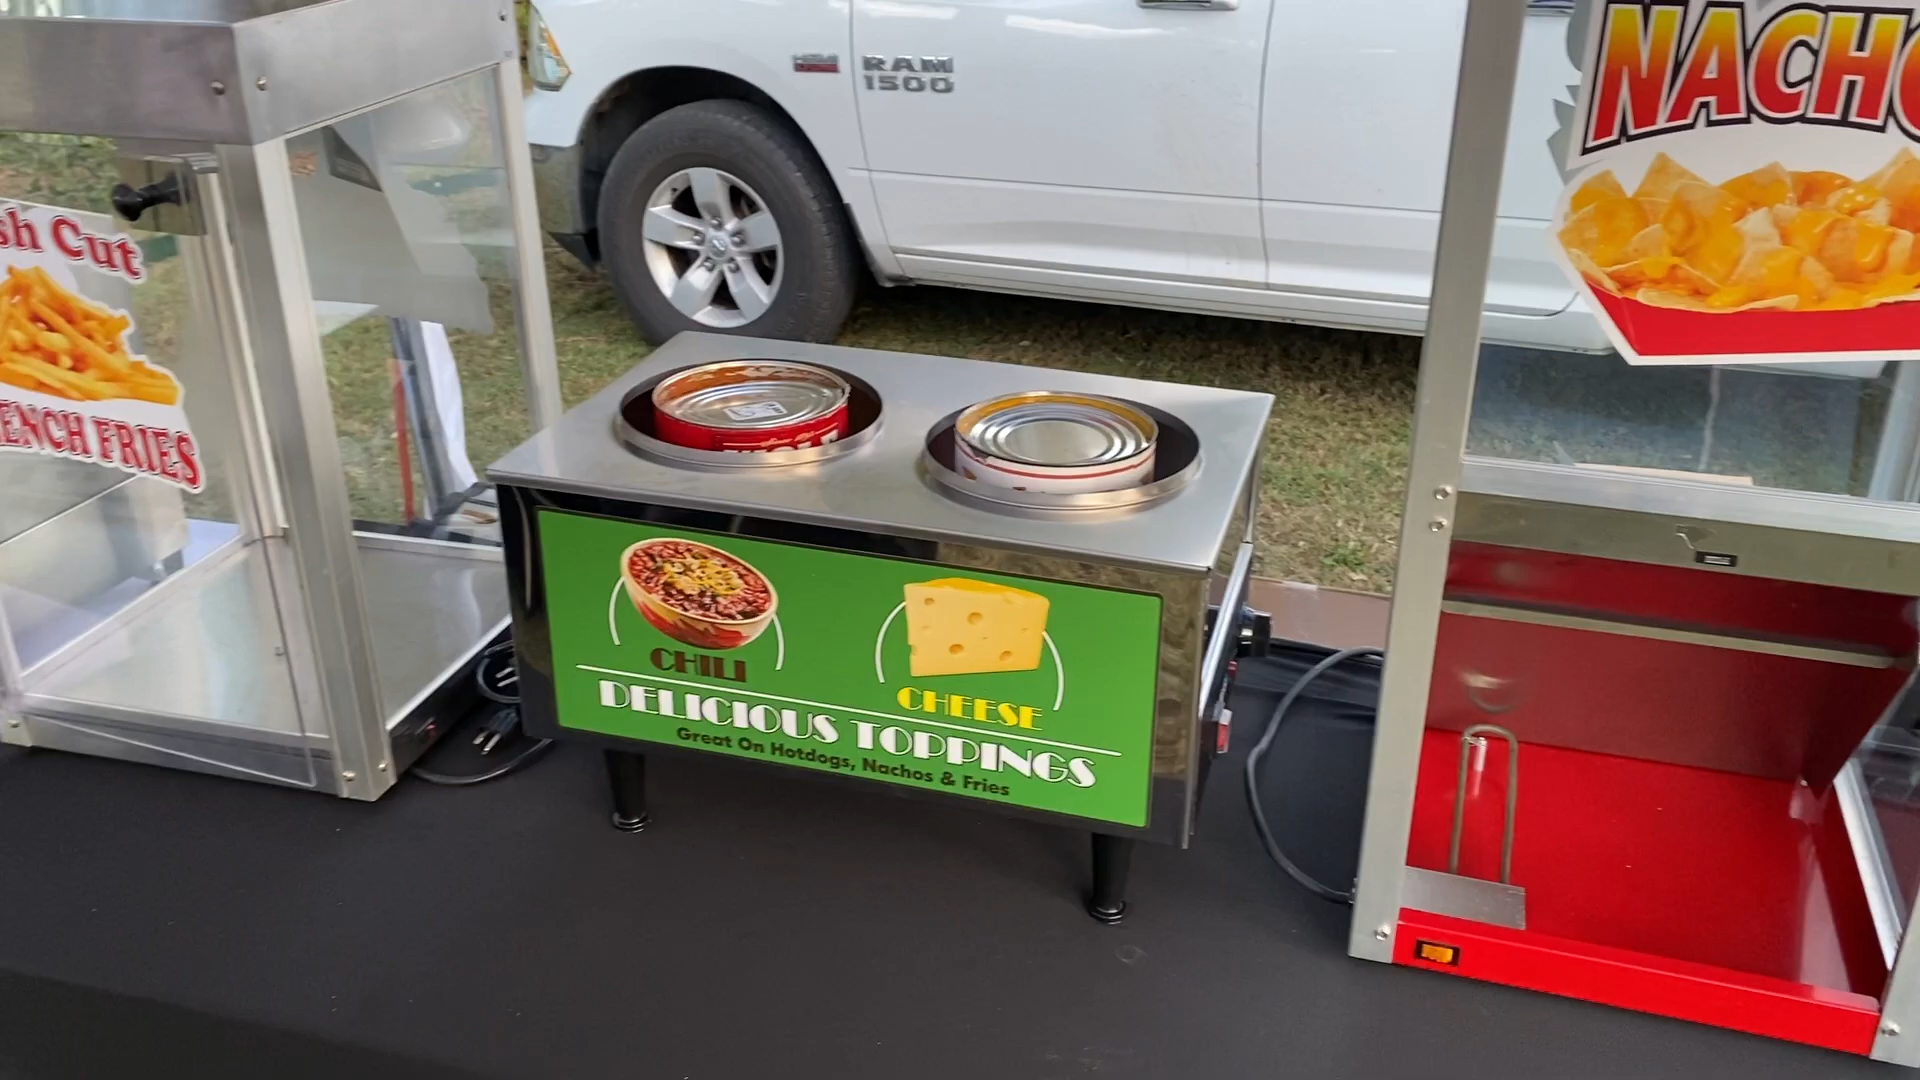 RAM
1500
NACHO
sh Cut
ENCH FRIES
CHILI
CHEESE
DELICIOUS TOPPINGS
Great On Hotdogs, Nachos & Fries